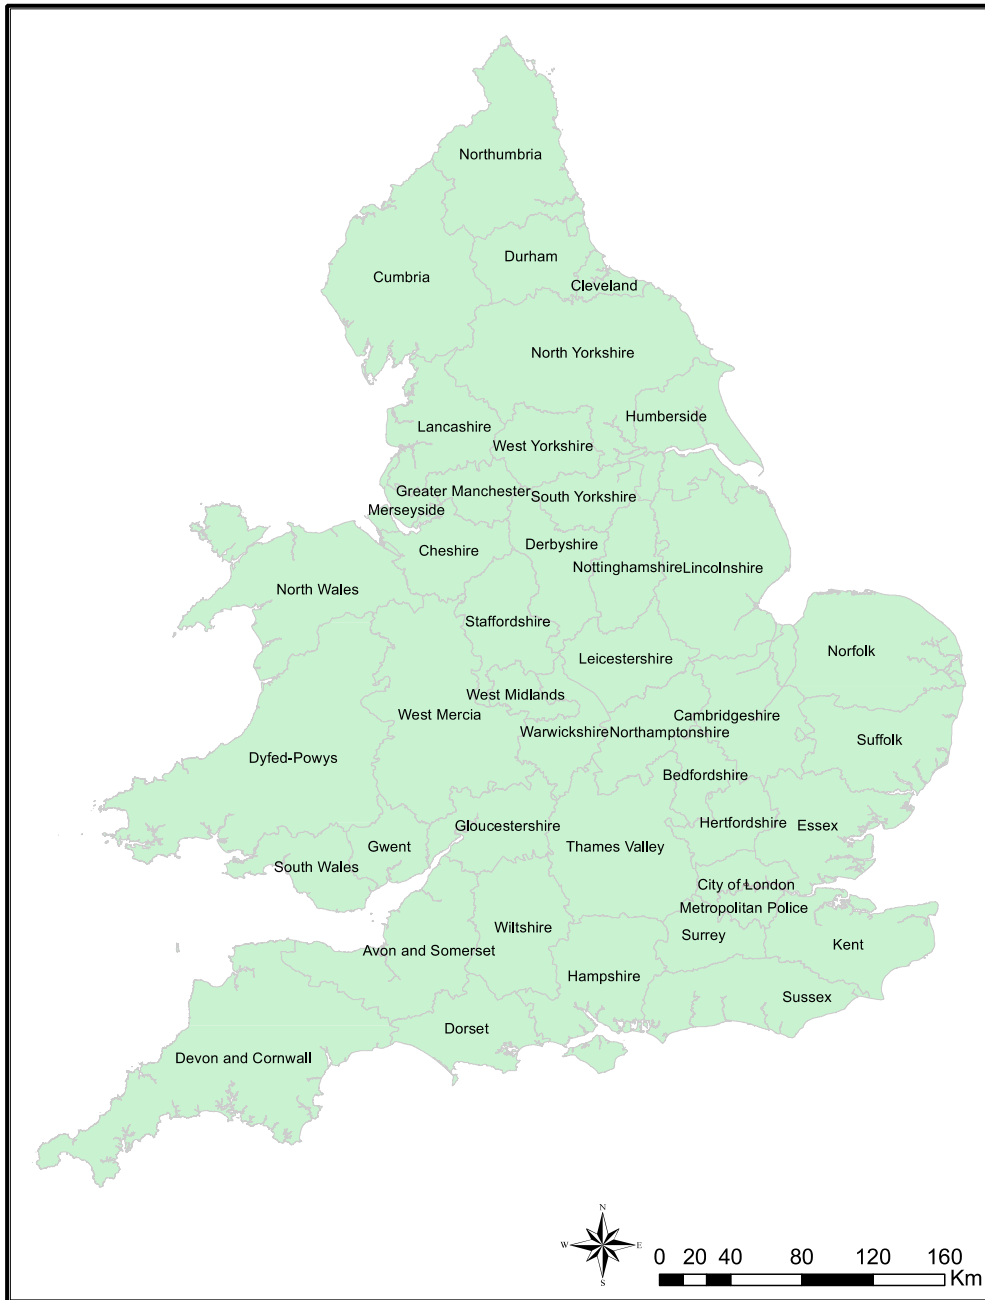 Northumbria
Durham
Cumbria
Cleveland
North Yorkshire
Humberside
Lancashire
West Yorkshire
Greater Manchester
South Yorkshire
Merseyside
Derbyshire
Cheshire
Nottinghamshire
Lincolnshire
North Wales
Staffordshire
Norfolk
Leicestershire
West Midlands
West Mercia
Cambridgeshire
Warwickshire
Northamptonshire
Suffolk
Dyfed-Powys
Bedfordshire
Hertfordshire
Gloucestershire
Essex
Gwent
Thames Valley
South Wales
City of London
Metropolitan Police
Wiltshire
Surrey
Kent
Avon and Somerset
Hampshire
Sussex
Dorset
Devon and Cornwall
N
W
E
S
0 20 40 80 120 160
Km